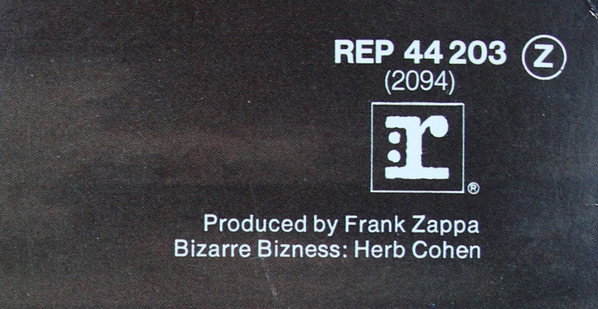 REP 44 203 Z
(2094)
:r
®
Produced by Frank Zappa
Bizarre Bizness: Herb Cohen